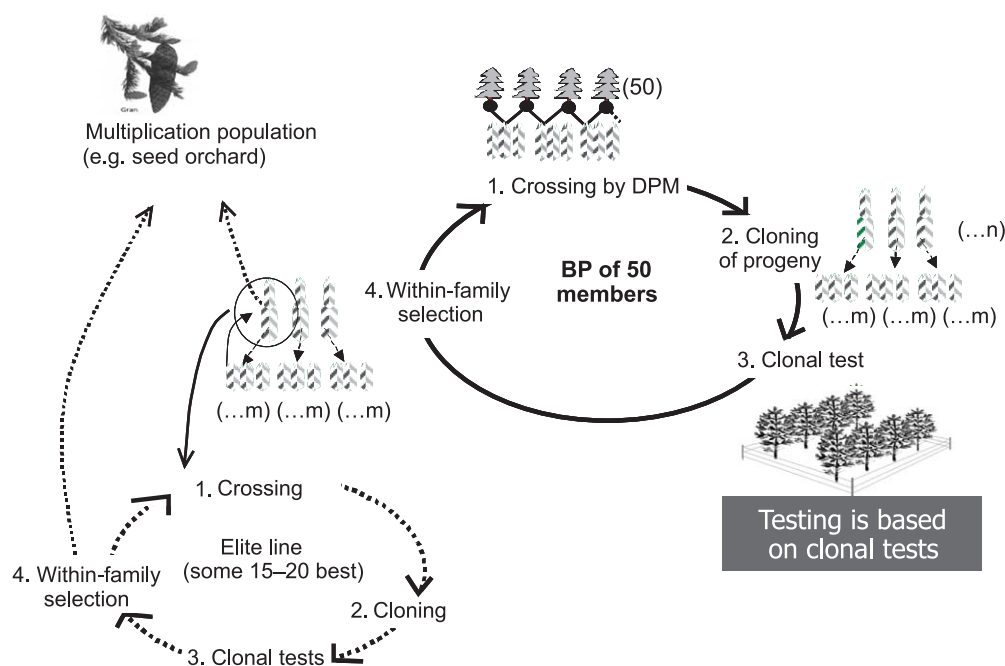 Gran
Multiplication population
(e.g. seed orchard)
(50)
1. Crossing by DPM
2. Cloning
of progeny
(...n)
(...m) (...m) (...m)
BP of 50
members
3. Clonal test
4. Within-family
selection
(...m) (...m) (...m)
Testing is based
on clonal tests
1. Crossing
Elite line
(some 15–20 best)
2. Cloning
3. Clonal tests
4. Within-family
selection